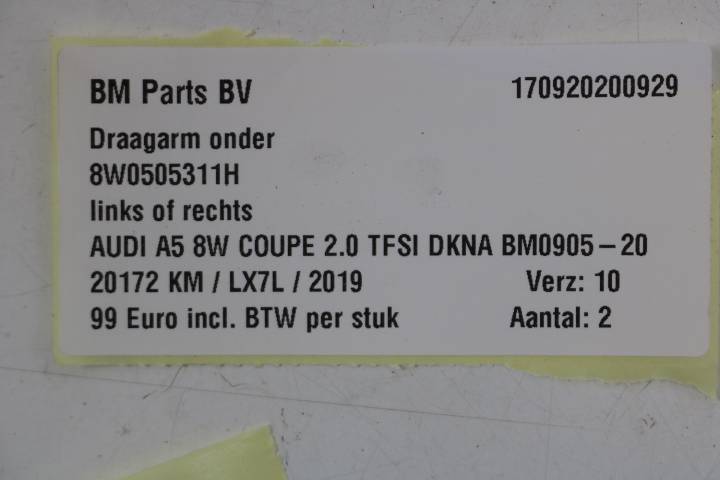 BM Parts BV 170920200929
Draagarm onder
8W0505311H
links of rechts
AUDI A5 8W COUPE 2.0 TFSI DKNA BM0905-20
20172 KM / LX7L / 2019 Verz: 10
99 Euro incl. BTW per stuk Aantal: 2